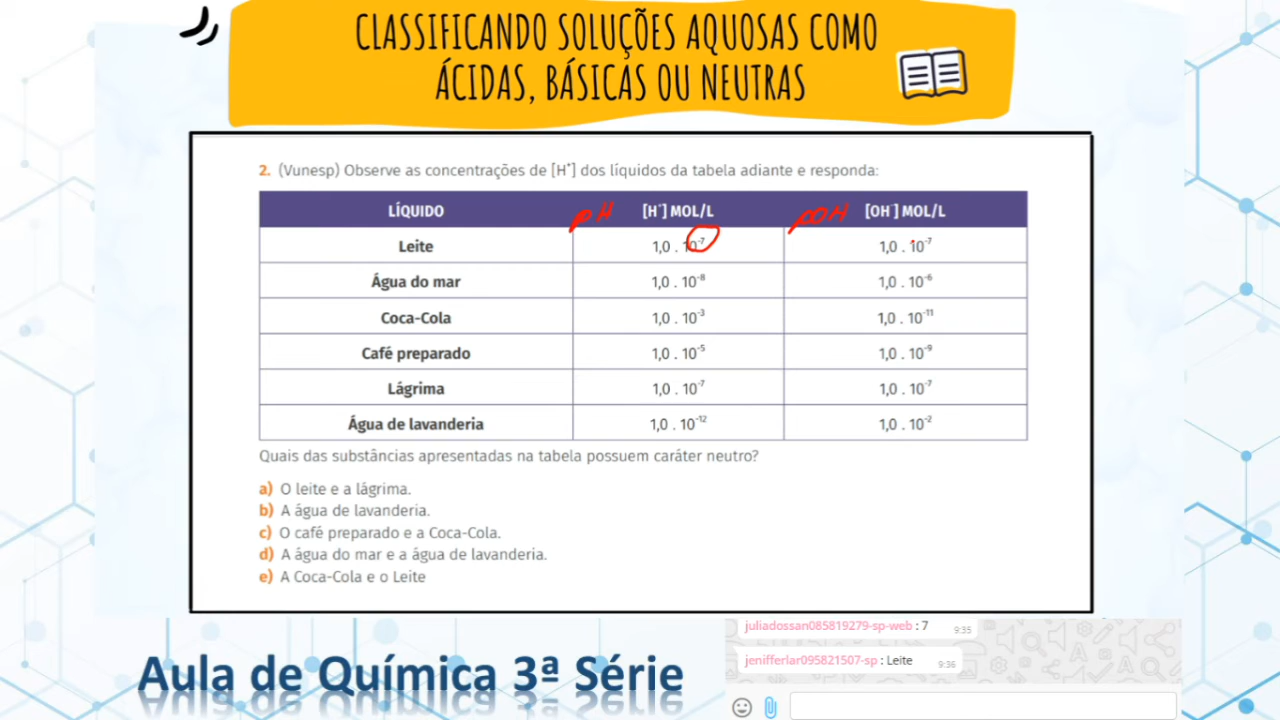 CLASSIFICANDO SOLUÇÕES AQUOSAS COMO
ÁCIDAS, BÁSICAS OU NEUTRAS
2. (Vunesp) Observe as concentrações de [H⁺] dos líquidos da tabela adiante e responda:
LÍQUIDO pH [H⁺] MOL/L pOH [OH⁻] MOL/L
Leite 1,0 . 10⁻⁷ 1,0 . 10⁻⁷
Água do mar 1,0 . 10⁻⁸ 1,0 . 10⁻⁶
Coca-Cola 1,0 . 10⁻³ 1,0 . 10⁻¹¹
Café preparado 1,0 . 10⁻⁵ 1,0 . 10⁻⁹
Lágrima 1,0 . 10⁻⁷ 1,0 . 10⁻⁷
Água de lavanderia 1,0 . 10⁻¹² 1,0 . 10⁻²
Quais das substâncias apresentadas na tabela possuem caráter neutro?
a) O leite e a lágrima.
b) A água de lavanderia.
c) O café preparado e a Coca-Cola.
d) A água do mar e a água de lavanderia.
e) A Coca-Cola e o Leite
juliadossan085819279-sp-web : 7 9:35
jenifferlar095821507-sp : Leite 9:36
Aula de Química 3ª Série